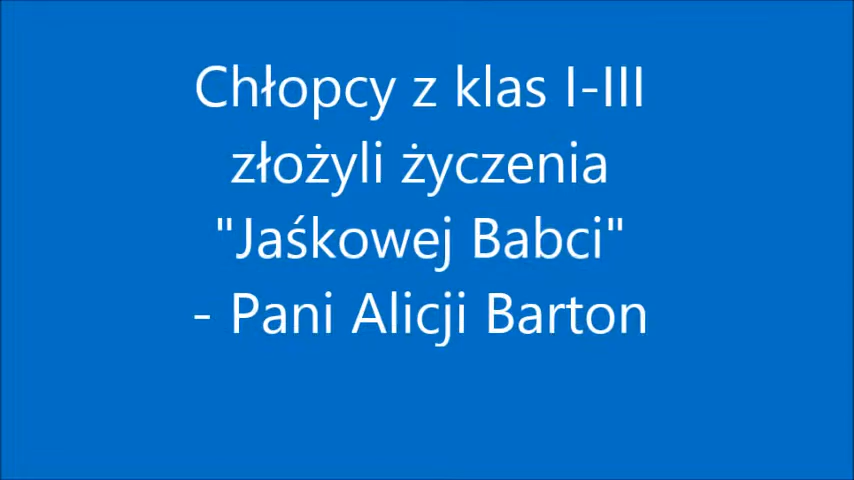 Chłopcy z klas I-III
złożyli życzenia
"Jaśkowej Babci"
- Pani Alicji Barton